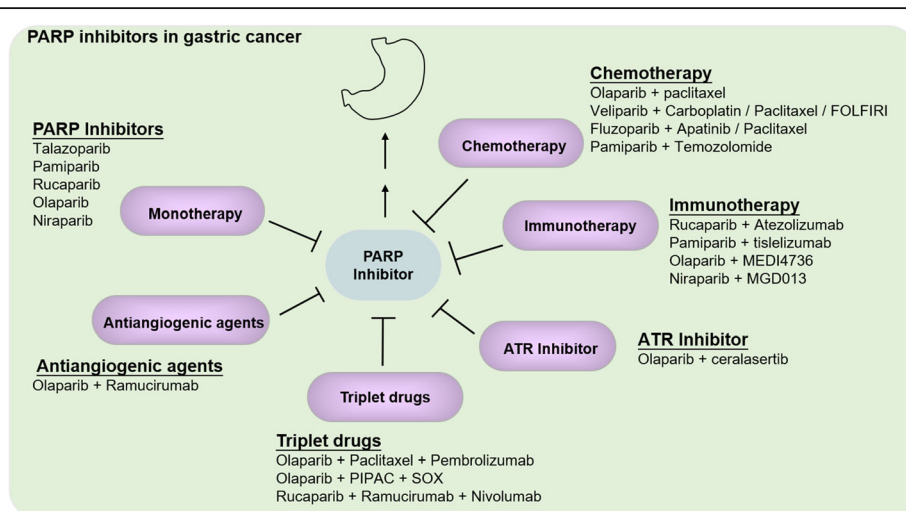 PARP inhibitors in gastric cancer
PARP Inhibitors
Talazoparib
Pamiparib
Rucaparib
Olaparib
Niraparib
Monotherapy
Chemotherapy
Chemotherapy
Olaparib + paclitaxel
Veliparib + Carboplatin / Paclitaxel / FOLFIRI
Fluzoparib + Apatinib / Paclitaxel
Pamiparib + Temozolomide
Immunotherapy
Immunotherapy
Rucaparib + Atezolizumab
Pamiparib + tislelizumab
Olaparib + MEDI4736
Niraparib + MGD013
PARP
Inhibitor
Antiangiogenic agents
Antiangiogenic agents
Olaparib + Ramucirumab
ATR Inhibitor
ATR Inhibitor
Olaparib + ceralasertib
Triplet drugs
Triplet drugs
Olaparib + Paclitaxel + Pembrolizumab
Olaparib + PIPAC + SOX
Rucaparib + Ramucirumab + Nivolumab